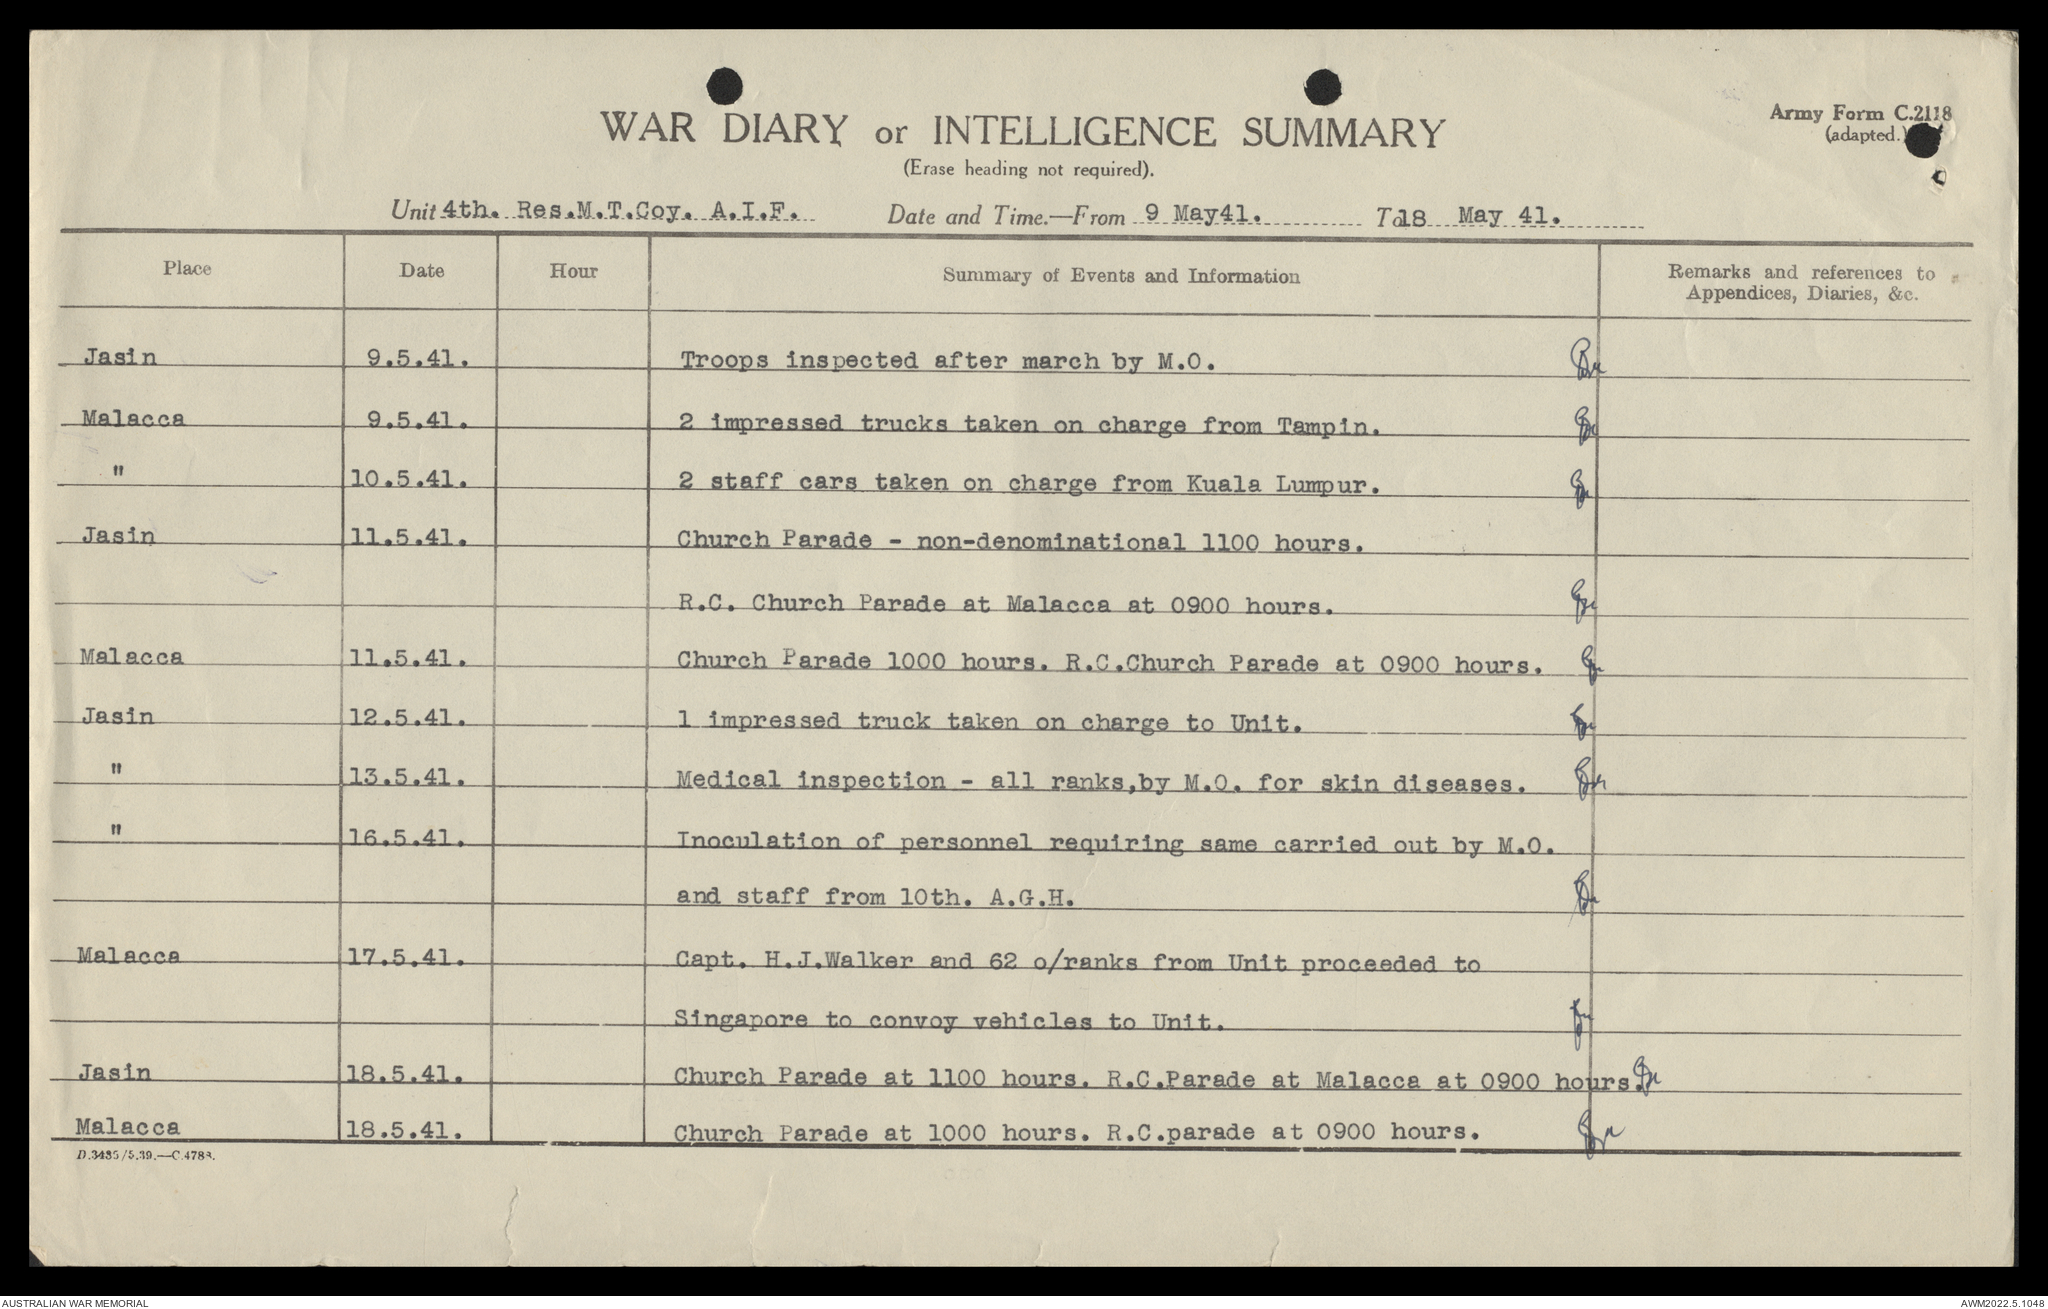 WAR DIARY or INTELLIGENCE SUMMARY
Army Form C.2118
(adapted.)
(Erase heading not required).
Unit 4th. Res.M.T.Coy. A.I.F. Date and Time.—From 9 May41. To 18 May 41.
Place Date Hour Summary of Events and Information Remarks and references to
Appendices, Diaries, &c.
Jasin 9.5.41. Troops inspected after march by M.O.
Malacca 9.5.41. 2 impressed trucks taken on charge from Tampin.
" 10.5.41. 2 staff cars taken on charge from Kuala Lumpur.
Jasin 11.5.41. Church Parade - non-denominational 1100 hours.
R.C. Church Parade at Malacca at 0900 hours.
Malacca 11.5.41. Church Parade 1000 hours. R.C.Church Parade at 0900 hours.
Jasin 12.5.41. 1 impressed truck taken on charge to Unit.
" 13.5.41. Medical inspection - all ranks,by M.O. for skin diseases.
" 16.5.41. Inoculation of personnel requiring same carried out by M.O.
and staff from 10th. A.G.H.
Malacca 17.5.41. Capt. H.J.Walker and 62 o/ranks from Unit proceeded to
Singapore to convoy vehicles to Unit.
Jasin 18.5.41. Church Parade at 1100 hours. R.C.Parade at Malacca at 0900 hours.
Malacca 18.5.41. Church Parade at 1000 hours. R.C.parade at 0900 hours.
D.3485/5.39.—C.4788.
AUSTRALIAN WAR MEMORIAL
AWM2022.5.1048